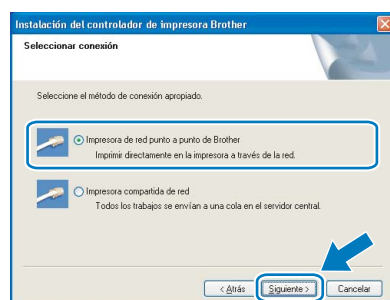 Instalación del controlador de impresora Brother
Seleccionar conexión
Seleccione el método de conexión apropiado.
Impresora de red punto a punto de Brother
Imprimir directamente en la impresora a través de la red.
Impresora compartida de red
Todos los trabajos se envían a una cola en el servidor central.
< Atrás Siguiente > Cancelar